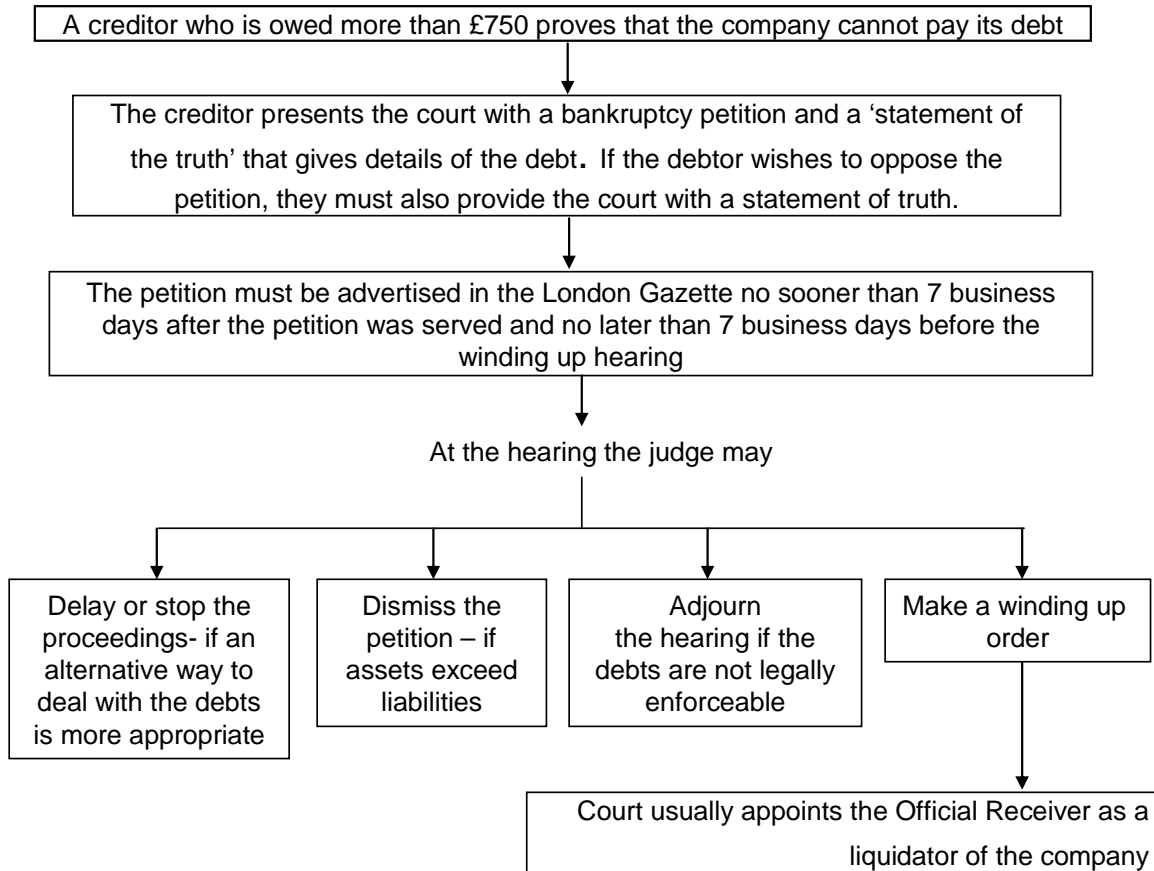 A creditor who is owed more than £750 proves that the company cannot pay its debt
The creditor presents the court with a bankruptcy petition and a ‘statement of
the truth’ that gives details of the debt. If the debtor wishes to oppose the
petition, they must also provide the court with a statement of truth.
The petition must be advertised in the London Gazette no sooner than 7 business
days after the petition was served and no later than 7 business days before the
winding up hearing
At the hearing the judge may
Delay or stop the
proceedings- if an
alternative way to
deal with the debts
is more appropriate
Dismiss the
petition – if
assets exceed
liabilities
Adjourn
the hearing if the
debts are not legally
enforceable
Make a winding up
order
Court usually appoints the Official Receiver as a
liquidator of the company